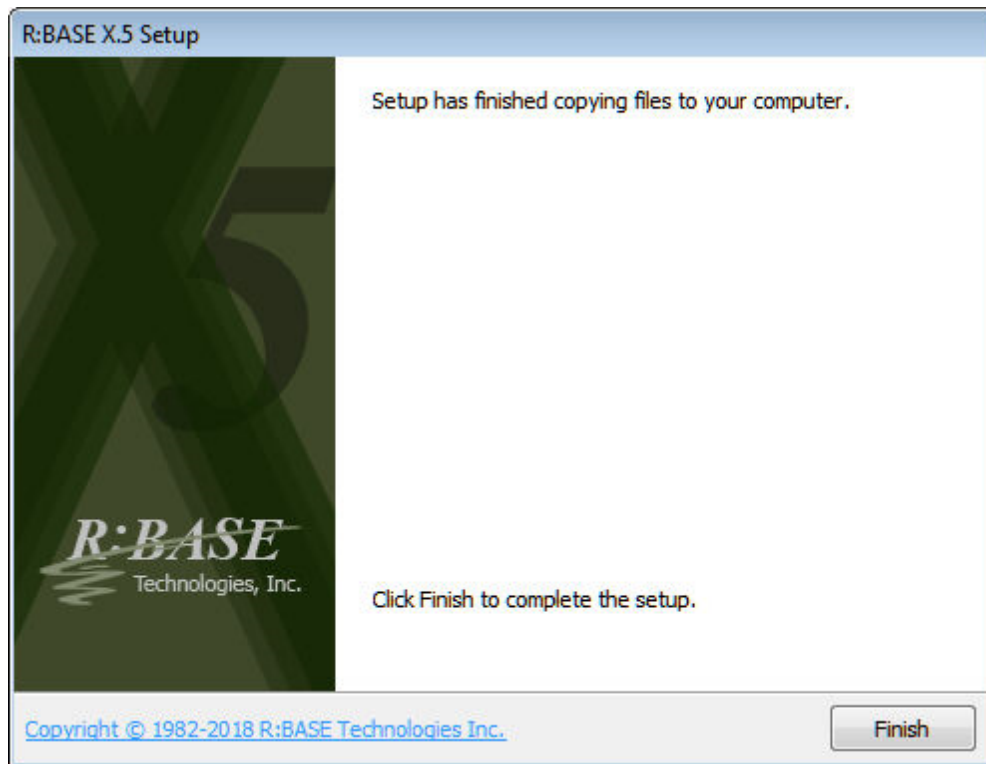 R:BASE X.5 Setup
Setup has finished copying files to your computer.
X5
R:BASE
Technologies, Inc.
Click Finish to complete the setup.
Copyright © 1982-2018 R:BASE Technologies Inc.
Finish